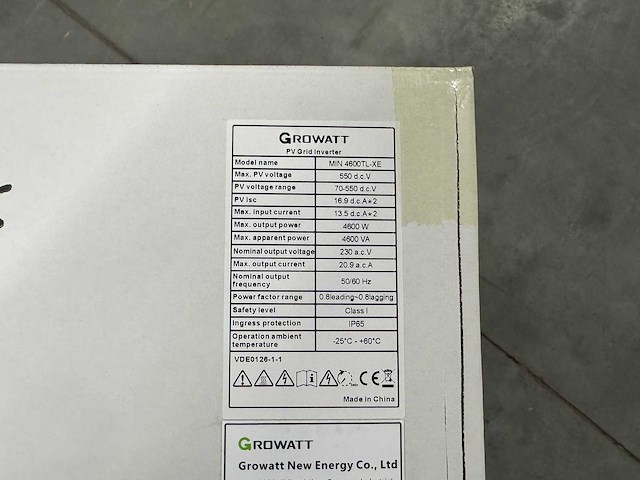 GROWATT
PV Grid Inverter
Model name MIN 4600TL-XE
Max. PV voltage 550 d.c.V
PV voltage range 70-550 d.c.V
PV Isc 16.9 d.c.A*2
Max. input current 13.5 d.c.A*2
Max. output power 4600 W
Max. apparent power 4600 VA
Nominal output voltage 230 a.c.V
Max. output current 20.9 a.c.A
Nominal output
frequency 50/60 Hz
Power factor range 0.8leading~0.8lagging
Safety level Class I
Ingress protection IP65
Operation ambient
temperature -25°C - +60°C
VDE0126-1-1
CE
Made in China
GROWATT
Growatt New Energy Co., Ltd